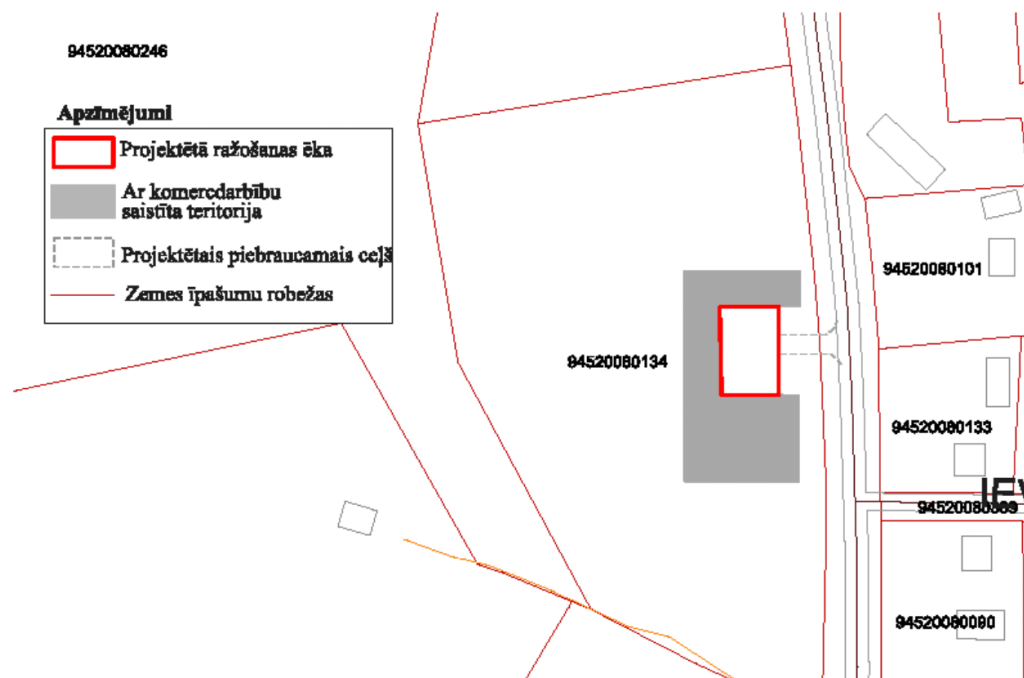 94520080246
Apzīmējumi
Projektētā ražošanas ēka
Ar komercdarbību
saistīta teritorija
Projektētais piebraucamais ceļš
Zemes īpašumu robežas
94520080101
94520080134
94520080133
94520080090